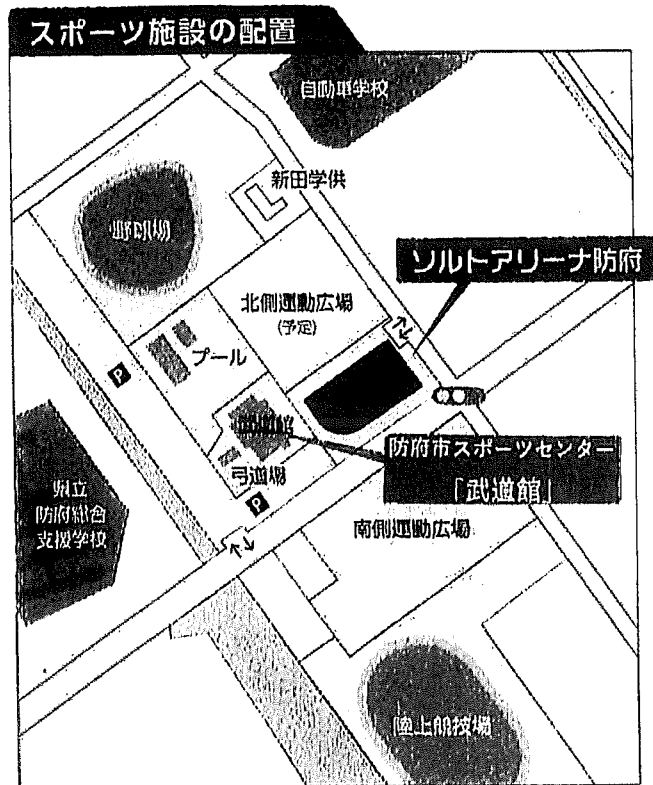 スポーツ施設の配置
自動車学校
新田学供
野球場
ソルトアリーナ防府
北側運動広場
(予定)
プール
P
武道館
防府市スポーツセンター
「武道館」
弓道場
P
県立
防府総合
支援学校
南側運動広場
陸上競技場